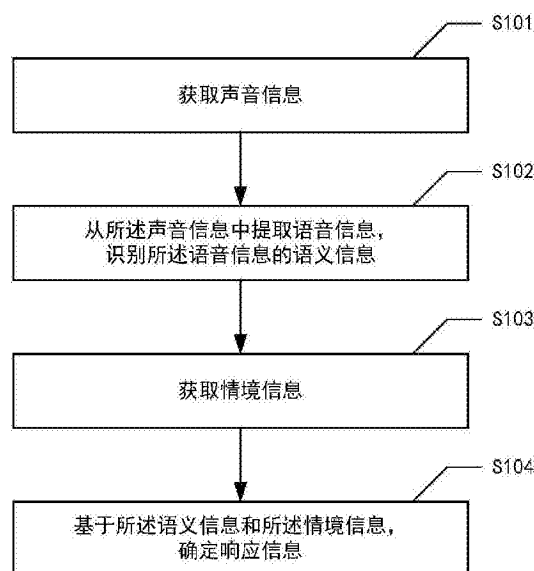 S101
获取声音信息
S102
从所述声音信息中提取语音信息，
识别所述语音信息的语义信息
S103
获取情境信息
S104
基于所述语义信息和所述情境信息，
确定响应信息